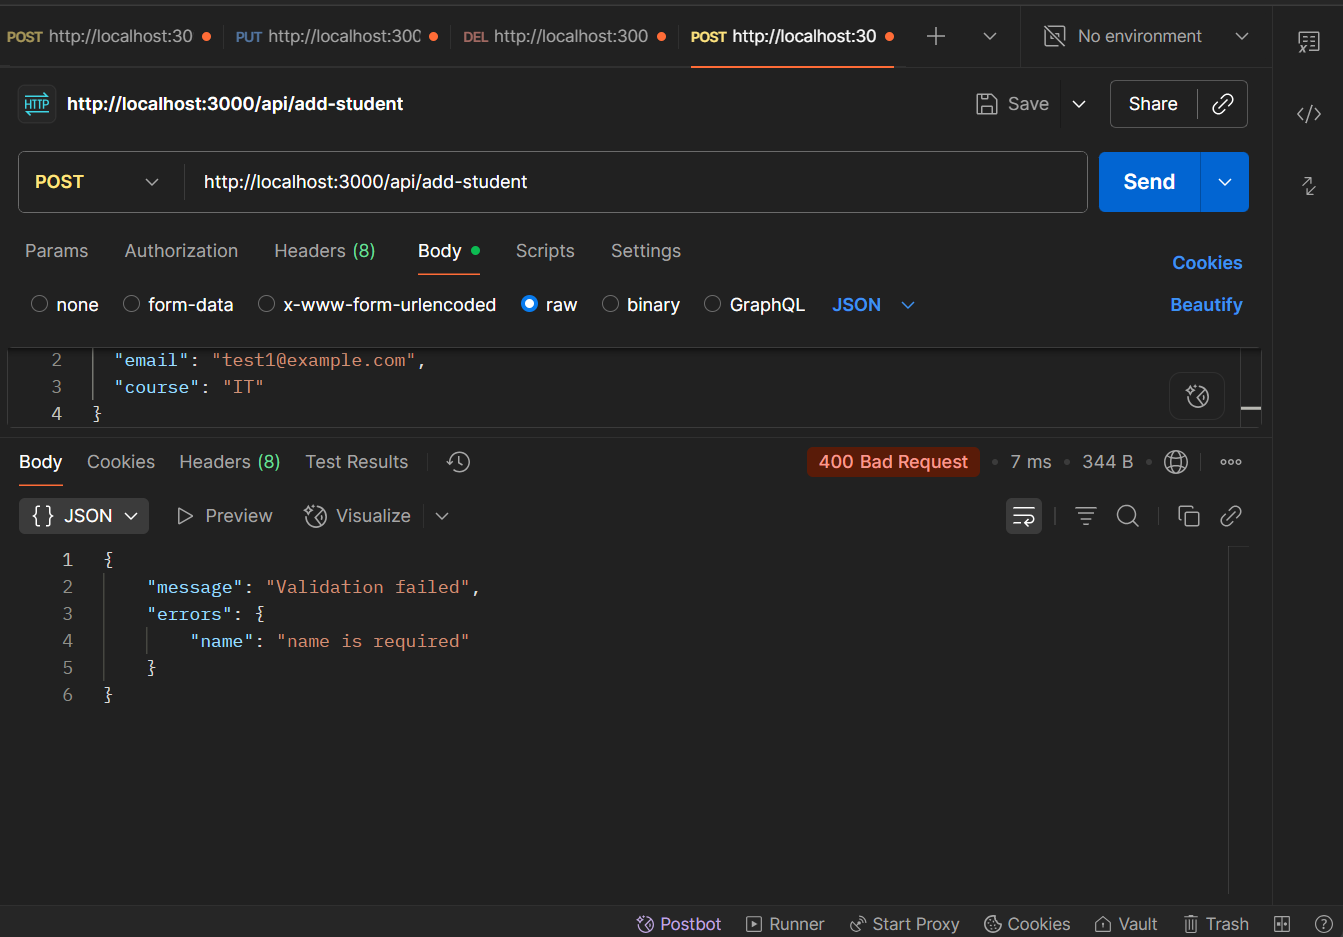 POST http://localhost:30 PUT http://localhost:300 DEL http://localhost:300 POST http://localhost:30 No environment
HTTP http://localhost:3000/api/add-student Save Share
POST http://localhost:3000/api/add-student Send
Params Authorization Headers (8) Body Scripts Settings Cookies
none form-data x-www-form-urlencoded raw binary GraphQL JSON Beautify
2 "email": "test1@example.com",
3 "course": "IT"
4 }
Body Cookies Headers (8) Test Results 400 Bad Request 7 ms 344 B
{} JSON Preview Visualize
1 {
2 "message": "Validation failed",
3 "errors": {
4 "name": "name is required"
5 }
6 }
Postbot Runner Start Proxy Cookies Vault Trash